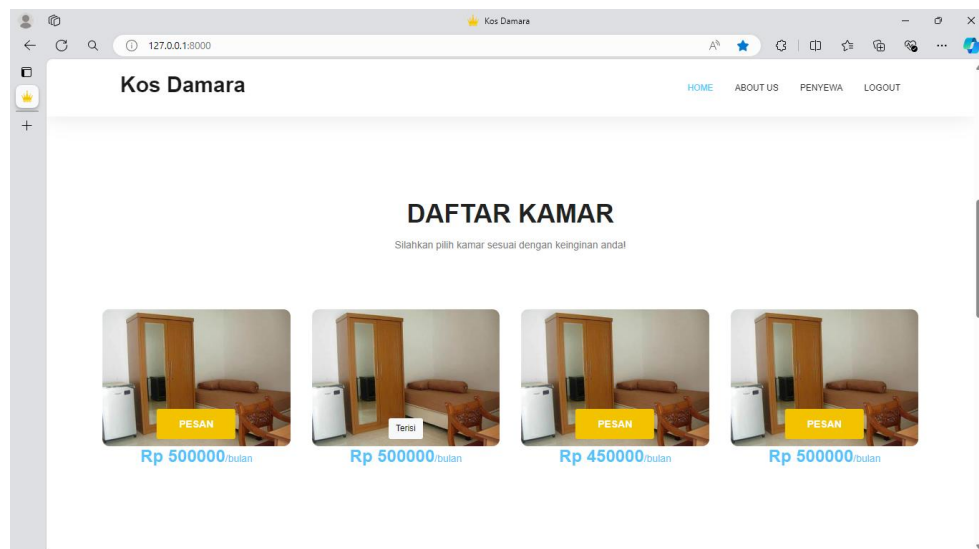 Kos Damara
127.0.0.1:8000
Kos Damara
HOME ABOUT US PENYEWA LOGOUT
DAFTAR KAMAR
Silahkan pilih kamar sesuai dengan keinginan anda!
PESAN
Terisi
PESAN
PESAN
Rp 500000/bulan
Rp 500000/bulan
Rp 450000/bulan
Rp 500000/bulan